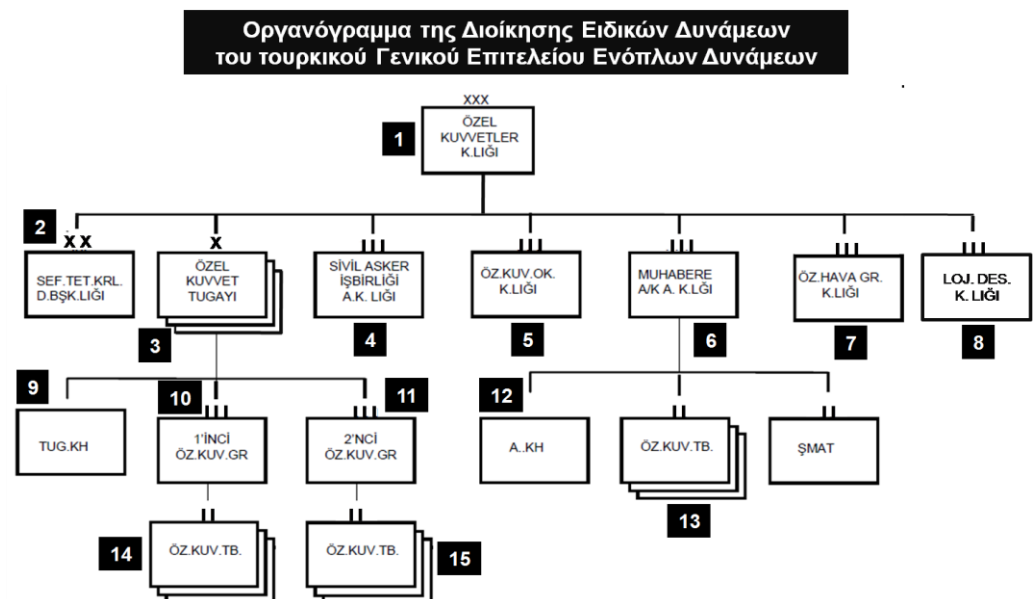 Οργανόγραμμα της Διοίκησης Ειδικών Δυνάμεων
του τουρκικού Γενικού Επιτελείου Ενόπλων Δυνάμεων
XXX
1
ÖZEL
KUVVETLER
K.LIĞI
2
X X
SEF.TET.KRL.
D.BŞK.LIĞI
X
ÖZEL
KUVVET
TUGAYI
3
III
SİVİL ASKER
İŞBİRLİĞİ
A.K. LIĞI
4
III
ÖZ.KUV.OK.
K.LIĞI
5
III
MUHABERE
A/K A. K.LĞI
6
III
ÖZ.HAVA GR.
K.LIĞI
7
III
LOJ. DES.
K. LIĞI
8
9
TUG.KH
10
III
1'İNCİ
ÖZ.KUV.GR
11
III
2'NCİ
ÖZ.KUV.GR
12
A..KH
II
ÖZ.KUV.TB.
13
II
ŞMAT
14
II
ÖZ.KUV.TB.
II
ÖZ.KUV.TB.
15